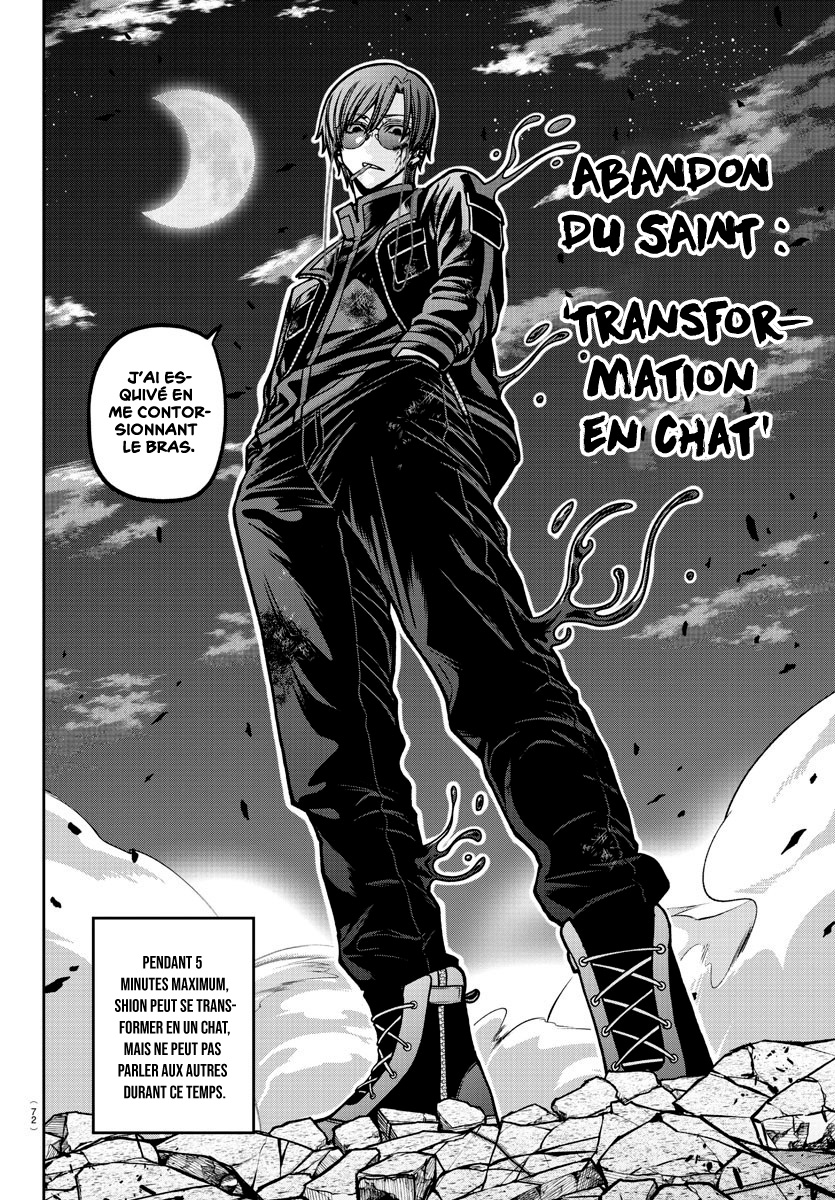 ABANDON
DU SAINT :
'TRANSFOR-
MATION
EN CHAT'
J'AI ES-
QUIVÉ EN
ME CONTOR-
SIONNANT
LE BRAS.
PENDANT 5
MINUTES MAXIMUM,
SHION PEUT SE TRANS-
FORMER EN UN CHAT,
MAIS NE PEUT PAS
PARLER AUX AUTRES
DURANT CE TEMPS.
(72)